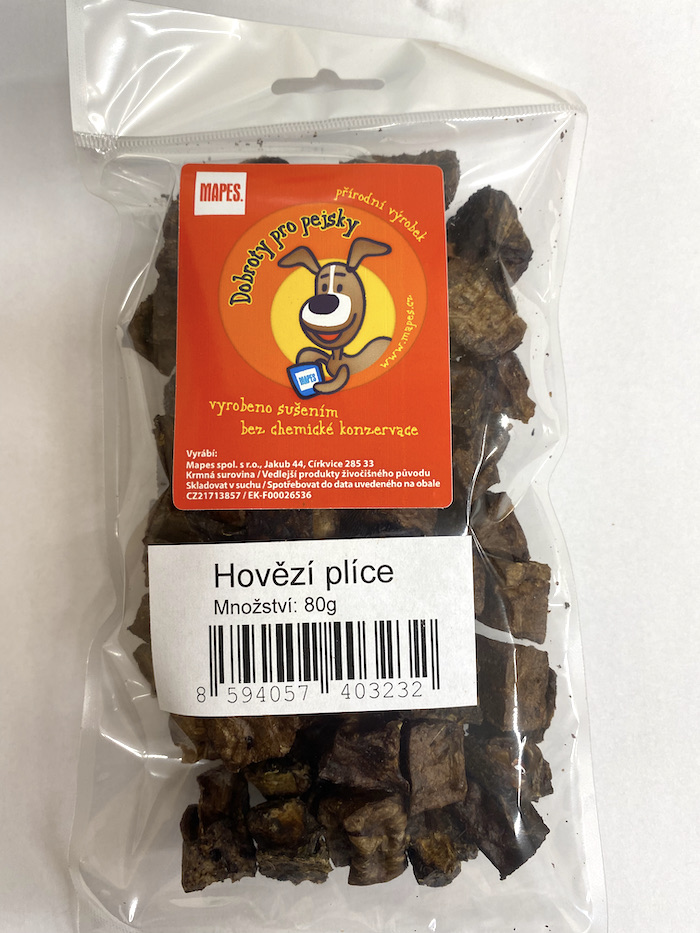 MAPES.
přírodní výrobek
Dobroty pro pejsky
www.mapes.cz
MAPES
vyrobeno sušením
bez chemické konzervace
Vyrábí:
Mapes spol. s r.o., Jakub 44, Církvice 285 33
Krmná surovina / Vedlejší produkty živočišného původu
Skladovat v suchu / Spotřebovat do data uvedeného na obale
CZ21713857 / EK-F00026536
Hovězí plíce
Množství: 80g
8 594057 403232